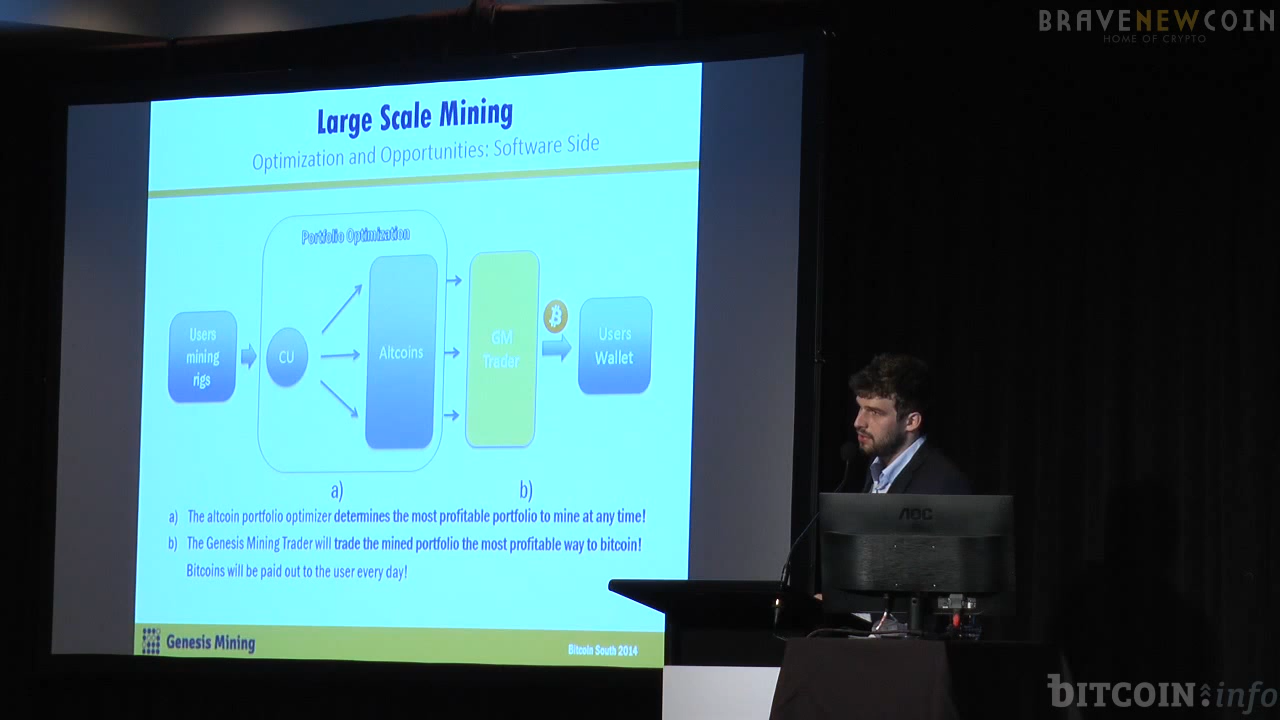 BRAVENEWCOIN
HOME OF CRYPTO
Large Scale Mining
Optimization and Opportunities: Software Side
Portfolio Optimization
Users
mining
rigs
CU
Altcoins
GM
Trader
Users
Wallet
a)
b)
a) The altcoin portfolio optimizer determines the most profitable portfolio to mine at any time!
b) The Genesis Mining Trader will trade the mined portfolio the most profitable way to bitcoin!
Bitcoins will be paid out to the user every day!
Genesis Mining
Bitcoin South 2014
AOC
BITCOIN:info